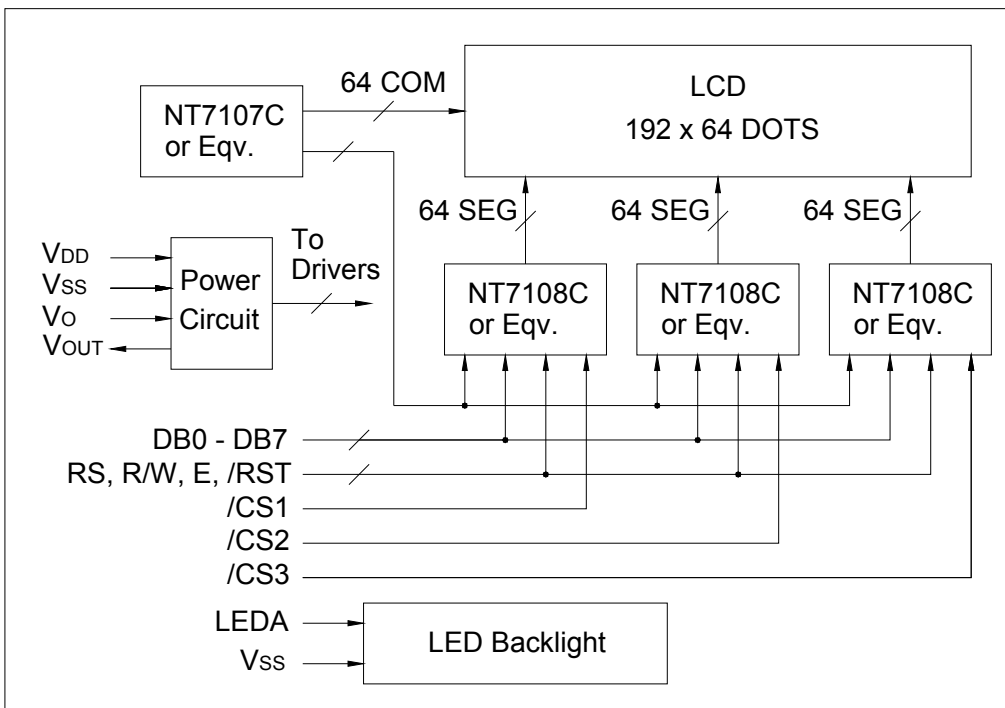 64 COM
NT7107C
or Eqv.
LCD
192 x 64 DOTS
64 SEG
64 SEG
64 SEG
VDD
VSS
VO
VOUT
Power
Circuit
To
Drivers
NT7108C
or Eqv.
NT7108C
or Eqv.
NT7108C
or Eqv.
DB0 - DB7
RS, R/W, E, /RST
/CS1
/CS2
/CS3
LEDA
VSS
LED Backlight